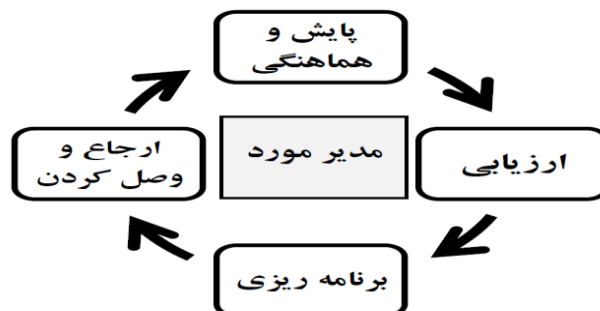 پایش و
هماهنگی
ارزیابی
مدیر مورد
ارجاع و
وصل کردن
برنامه ریزی